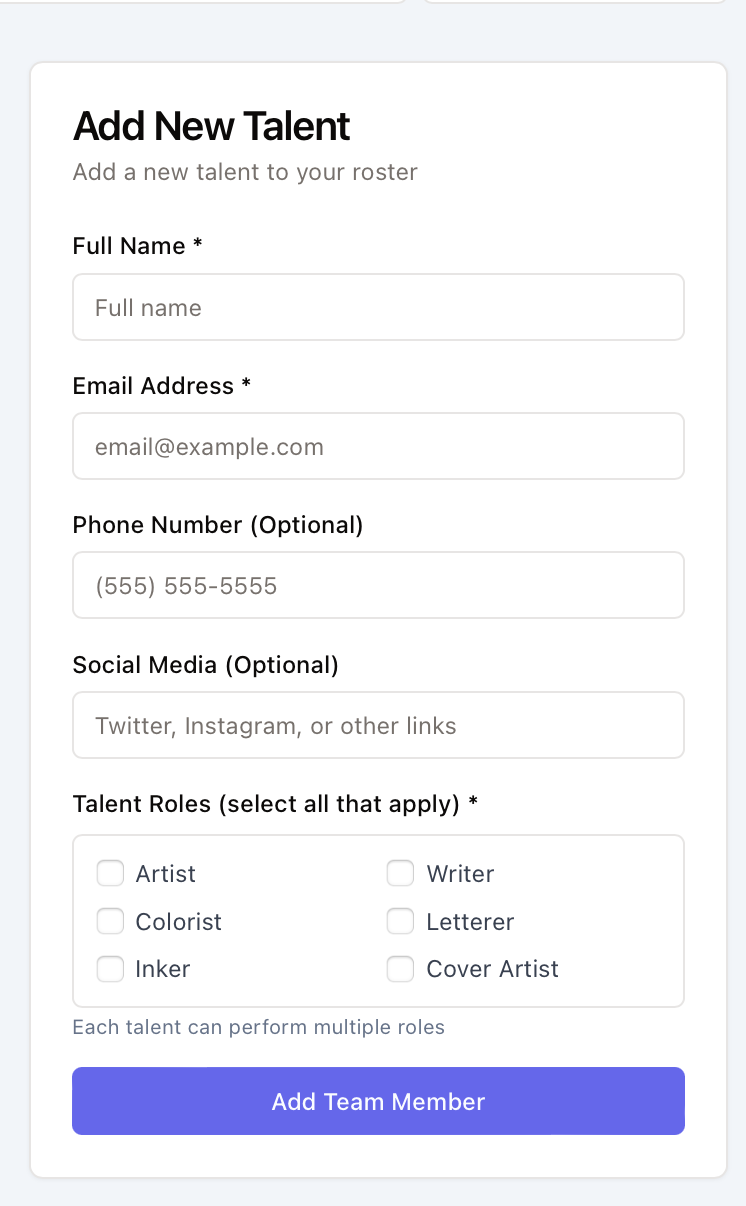 Add New Talent
Add a new talent to your roster
Full Name *
Full name
Email Address *
email@example.com
Phone Number (Optional)
(555) 555-5555
Social Media (Optional)
Twitter, Instagram, or other links
Talent Roles (select all that apply) *
Artist
Writer
Colorist
Letterer
Inker
Cover Artist
Each talent can perform multiple roles
Add Team Member